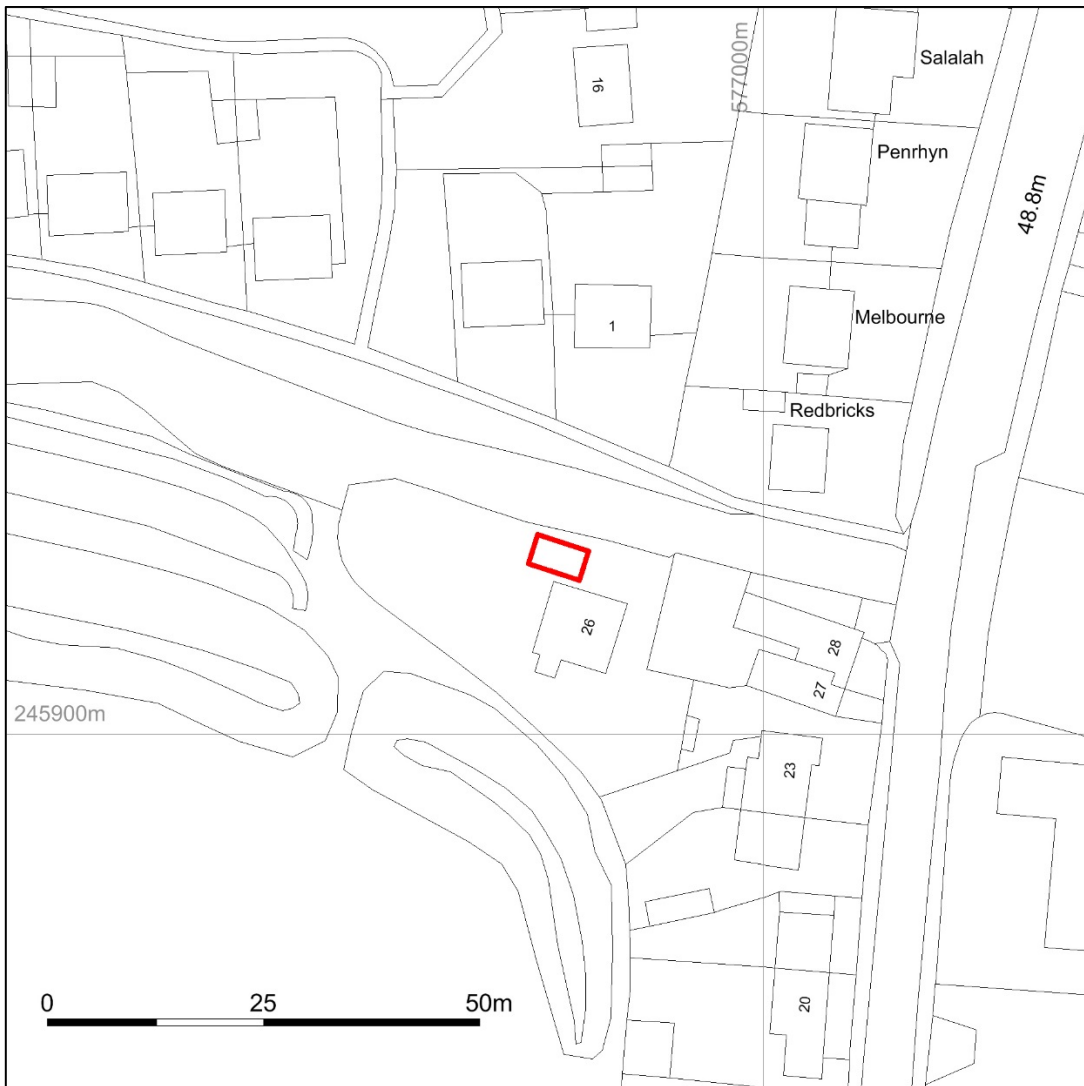 Salalah
16
577000m
Penrhyn
48.8m
1
Melbourne
Redbricks
26
28
27
245900m
23
0 25 50m
20